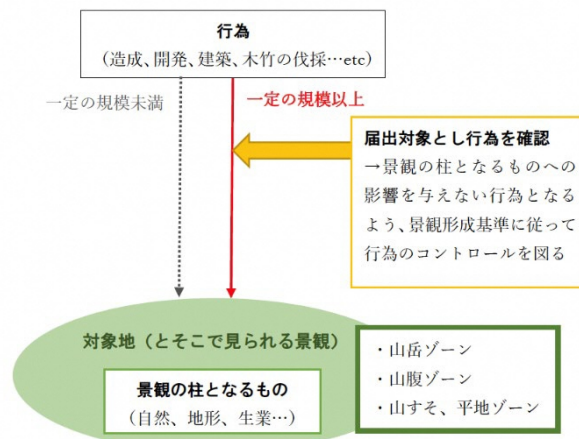 行為
（造成、開発、建築、木竹の伐採…etc）
一定の規模未満
一定の規模以上
届出対象とし行為を確認
→景観の柱となるものへの
影響を与えない行為となる
よう、景観形成基準に従って
行為のコントロールを図る
対象地（とそこで見られる景観）
景観の柱となるもの
（自然、地形、生業…）
・山岳ゾーン
・山腹ゾーン
・山すそ、平地ゾーン